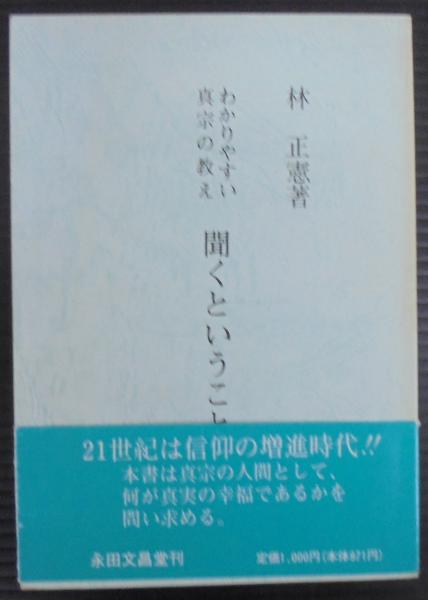 林 正憲著
わかりやすい
真宗の教え
聞くということ
21世紀は信仰の増進時代!!
本書は真宗の人間として、
何が真実の幸福であるかを
問い求める。
永田文昌堂刊
定価1,000円(本体971円)